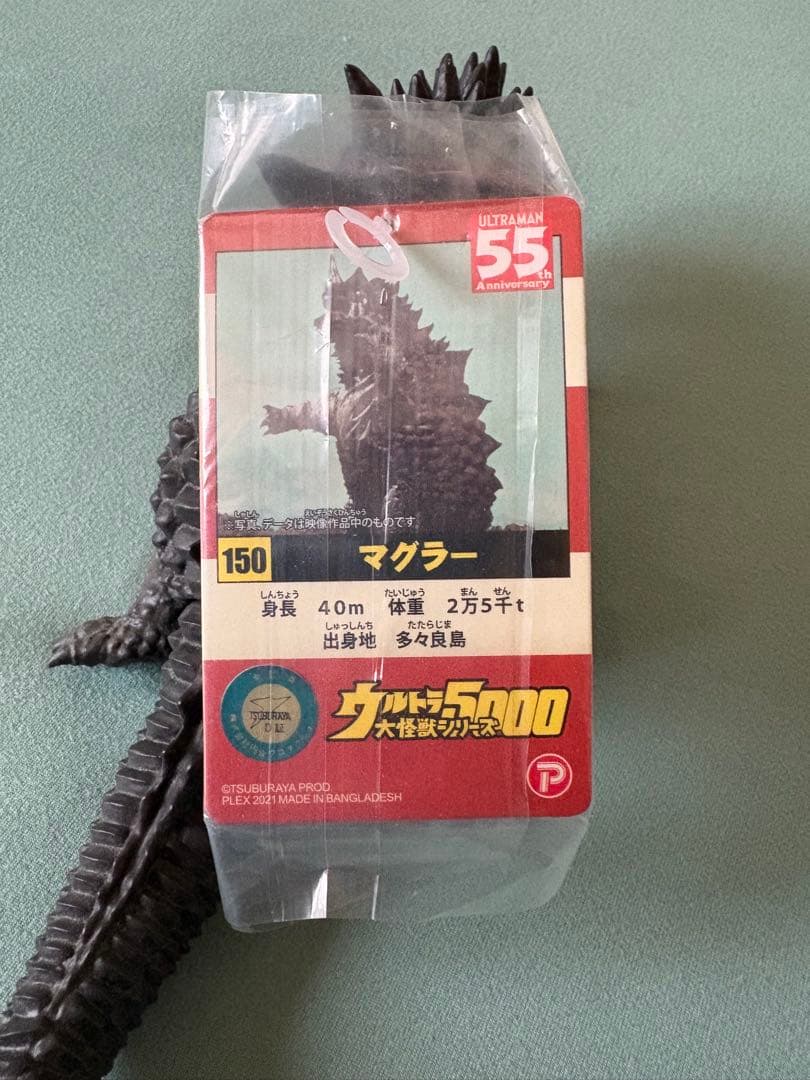 ULTRAMAN
55th
Anniversary
しゃしん えいぞうさくひんちゅう
※写真、データは映像作品中のものです
150 マグラー
しんちょう たいじゅう まん せん
身長 40m 体重 2万5千t
しゅっしんち たたらじま
出身地 多々良島
TSUBURAYA
ウルトラ5000
大怪獣シリーズ
P
©TSUBURAYA PROD
PLEX 2021 MADE IN BANGLADESH